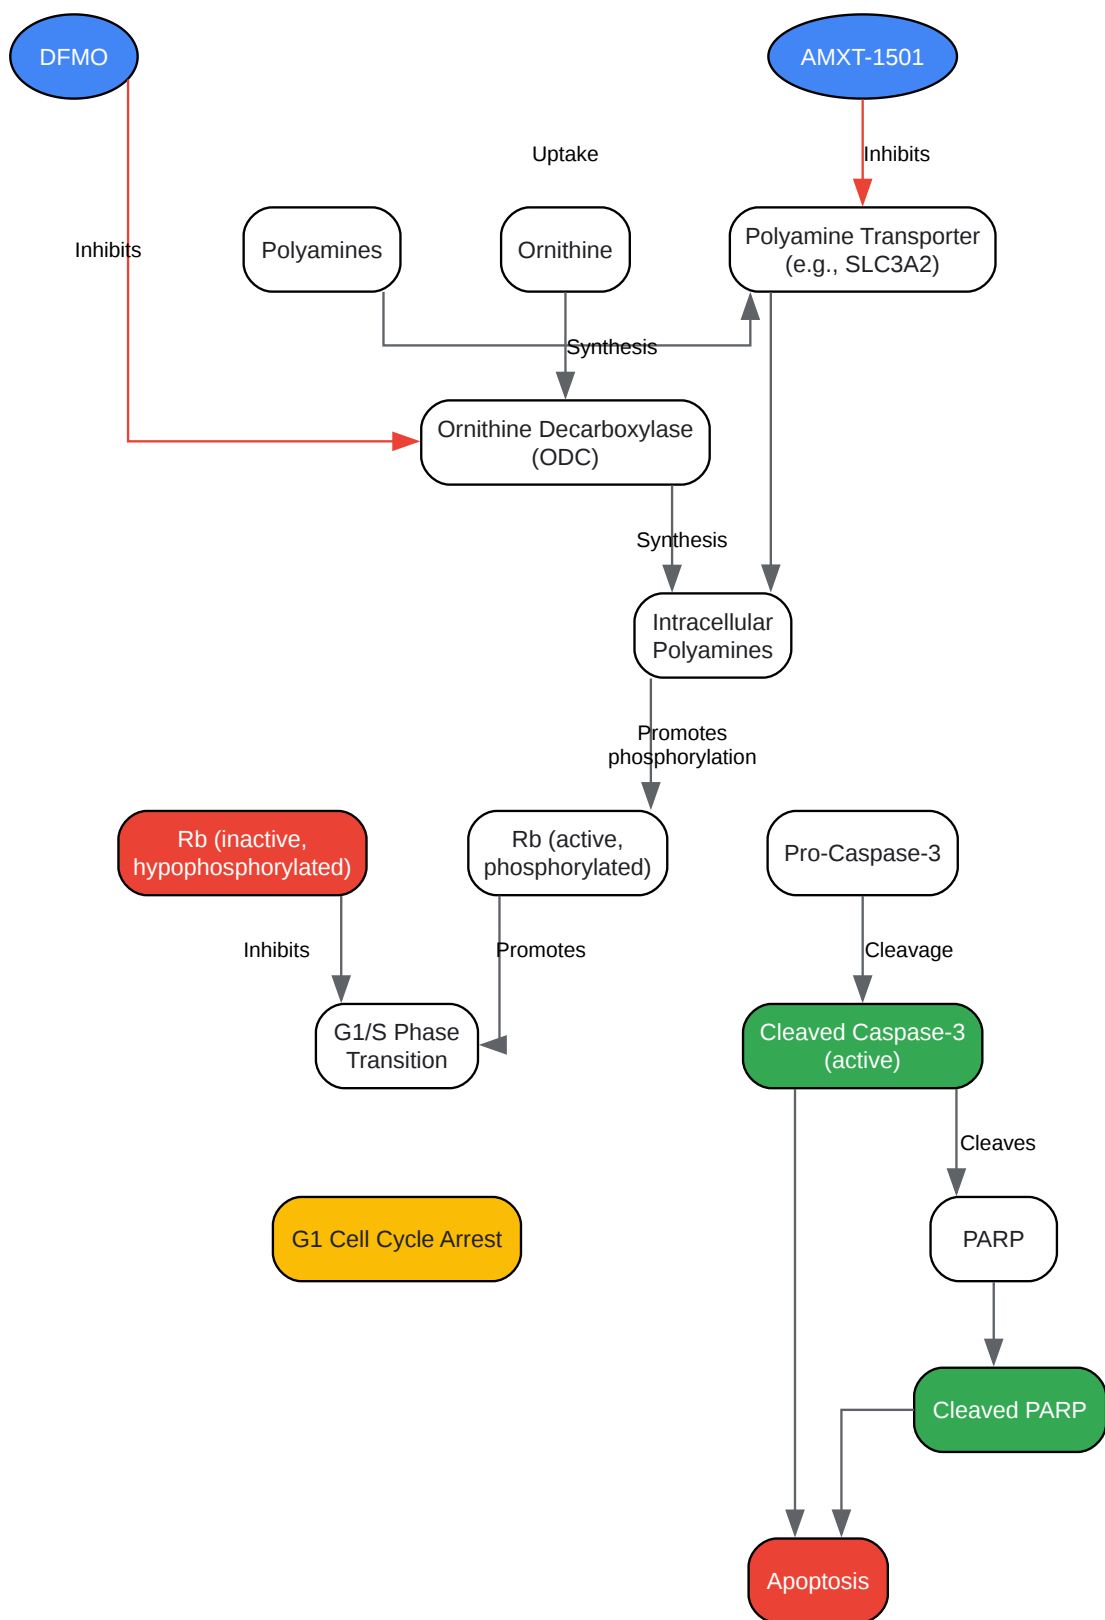 DFMO
AMXT-1501
Uptake
Inhibits
Inhibits
Polyamines
Ornithine
Polyamine Transporter
(e.g., SLC3A2)
Synthesis
Ornithine Decarboxylase
(ODC)
Synthesis
Intracellular
Polyamines
Promotes
phosphorylation
Rb (inactive,
hypophosphorylated)
Rb (active,
phosphorylated)
Pro-Caspase-3
Inhibits
Promotes
Cleavage
G1/S Phase
Transition
Cleaved Caspase-3
(active)
Cleaves
G1 Cell Cycle Arrest
PARP
Cleaved PARP
Apoptosis